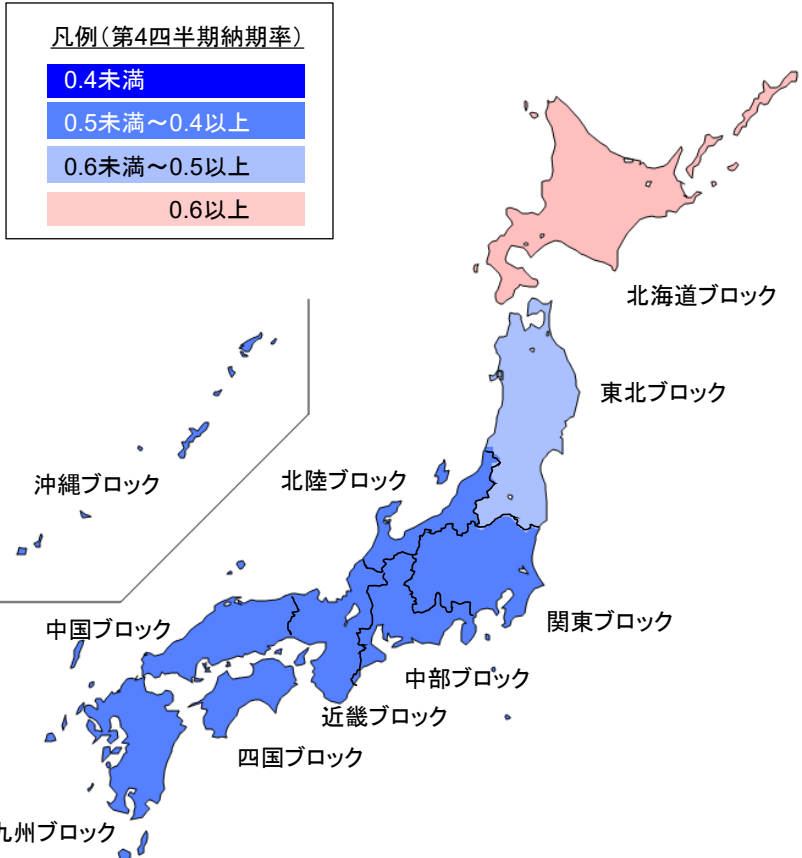 凡例(第4四半期納期率)
0.4未満
0.5未満~0.4以上
0.6未満~0.5以上
0.6以上
北海道ブロック
東北ブロック
北陸ブロック
沖縄ブロック
関東ブロック
中国ブロック
中部ブロック
近畿ブロック
四国ブロック
九州ブロック